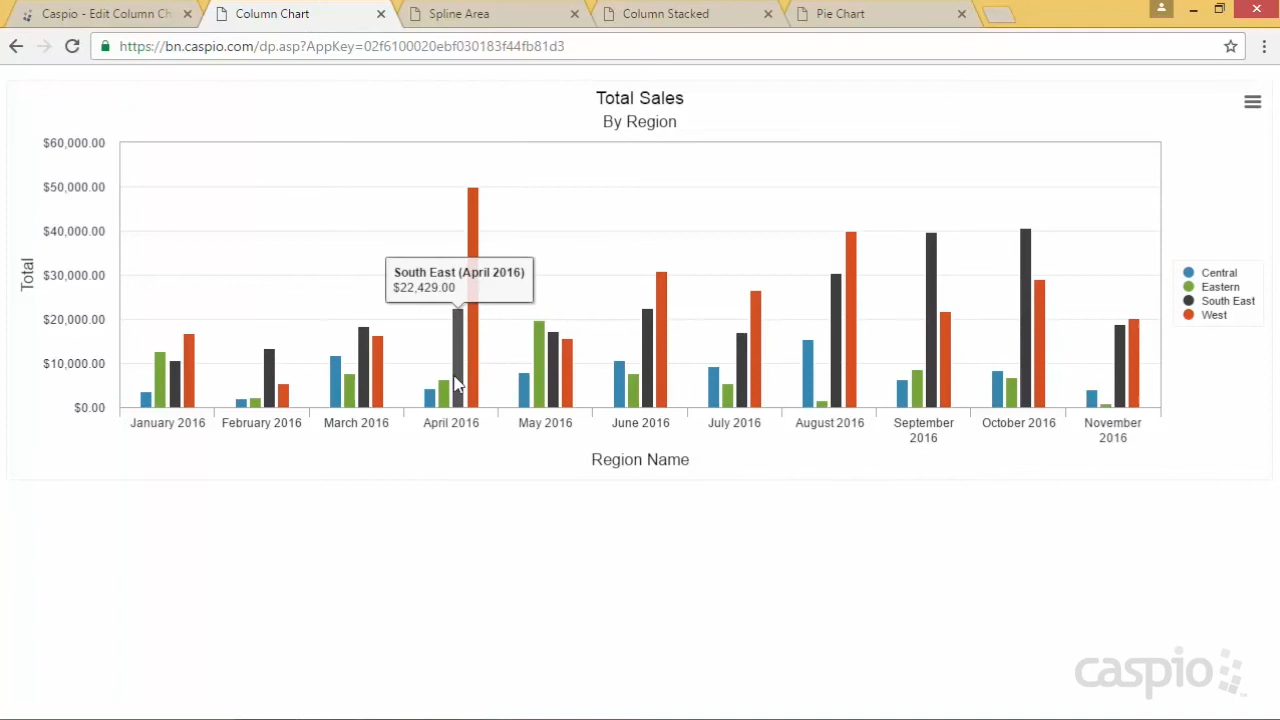 Caspio - Edit Column Ch
Column Chart
Spline Area
Column Stacked
Pie Chart
https://bn.caspio.com/dp.asp?AppKey=02f6100020ebf030183f44fb81d3
Total Sales
By Region
$60,000.00
$50,000.00
$40,000.00
$30,000.00
$20,000.00
$10,000.00
$0.00
Total
South East (April 2016)
$22,429.00
Central
Eastern
South East
West
January 2016
February 2016
March 2016
April 2016
May 2016
June 2016
July 2016
August 2016
September
2016
October 2016
November
2016
Region Name
caspio